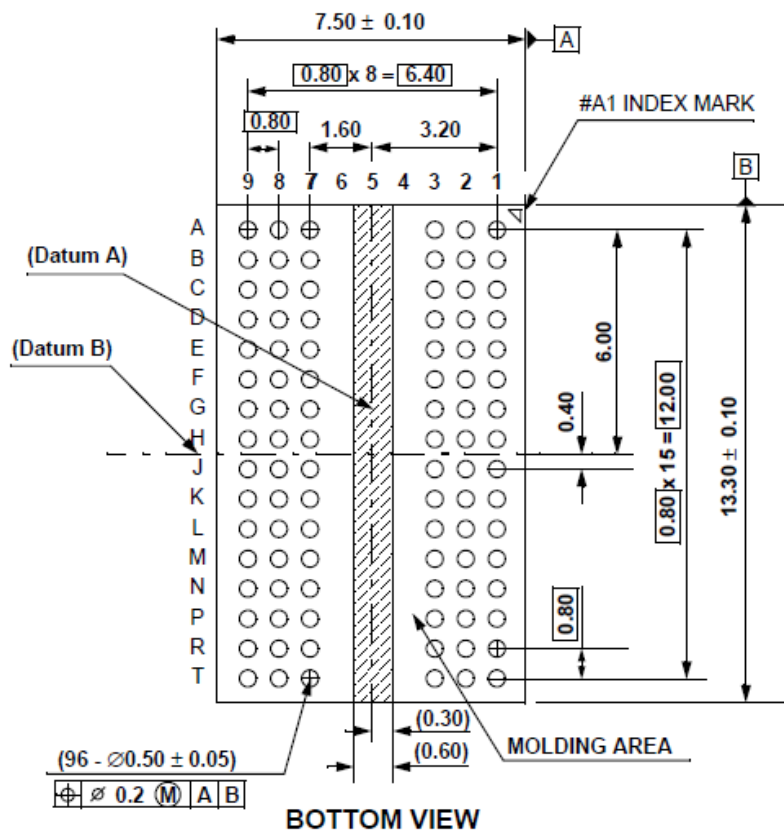 7.50 ± 0.10
A
0.80 x 8 = 6.40
#A1 INDEX MARK
0.80
1.60
3.20
B
9 8 7 6 5 4 3 2 1
A
B
C
D
E
F
G
H
J
K
L
M
N
P
R
T
(Datum A)
(Datum B)
6.00
0.40
0.80 x 15 = 12.00
13.30 ± 0.10
0.80
(0.30)
(0.60)
MOLDING AREA
(96 - ∅0.50 ± 0.05)
⌖ ∅ 0.2 Ⓜ A B
BOTTOM VIEW